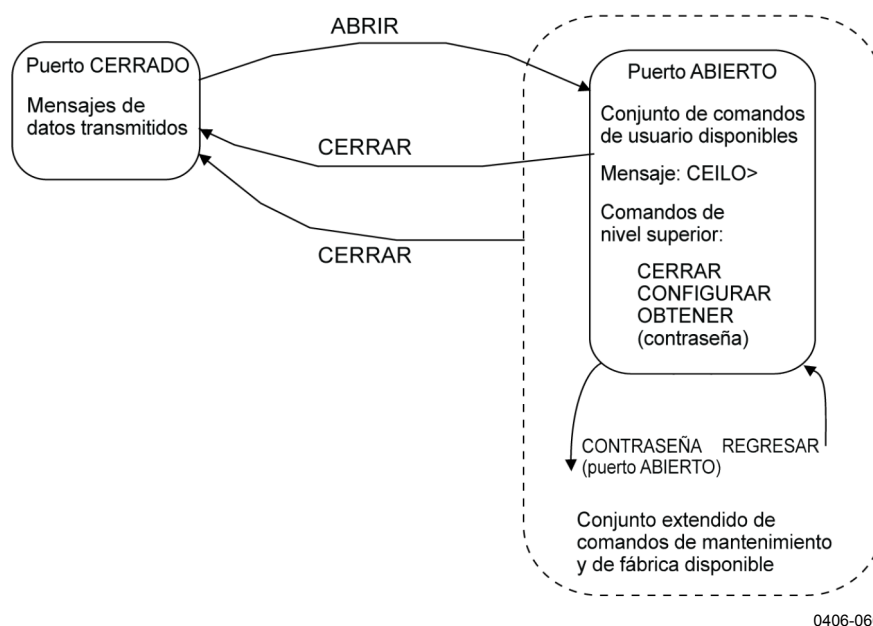 ABRIR
Puerto CERRADO
Mensajes de
datos transmitidos
CERRAR
CERRAR
Puerto ABIERTO
Conjunto de comandos
de usuario disponibles
Mensaje: CEILO>
Comandos de
nivel superior:
CERRAR
CONFIGURAR
OBTENER
(contraseña)
CONTRASEÑA REGRESAR
(puerto ABIERTO)
Conjunto extendido de
comandos de mantenimiento
y de fábrica disponible